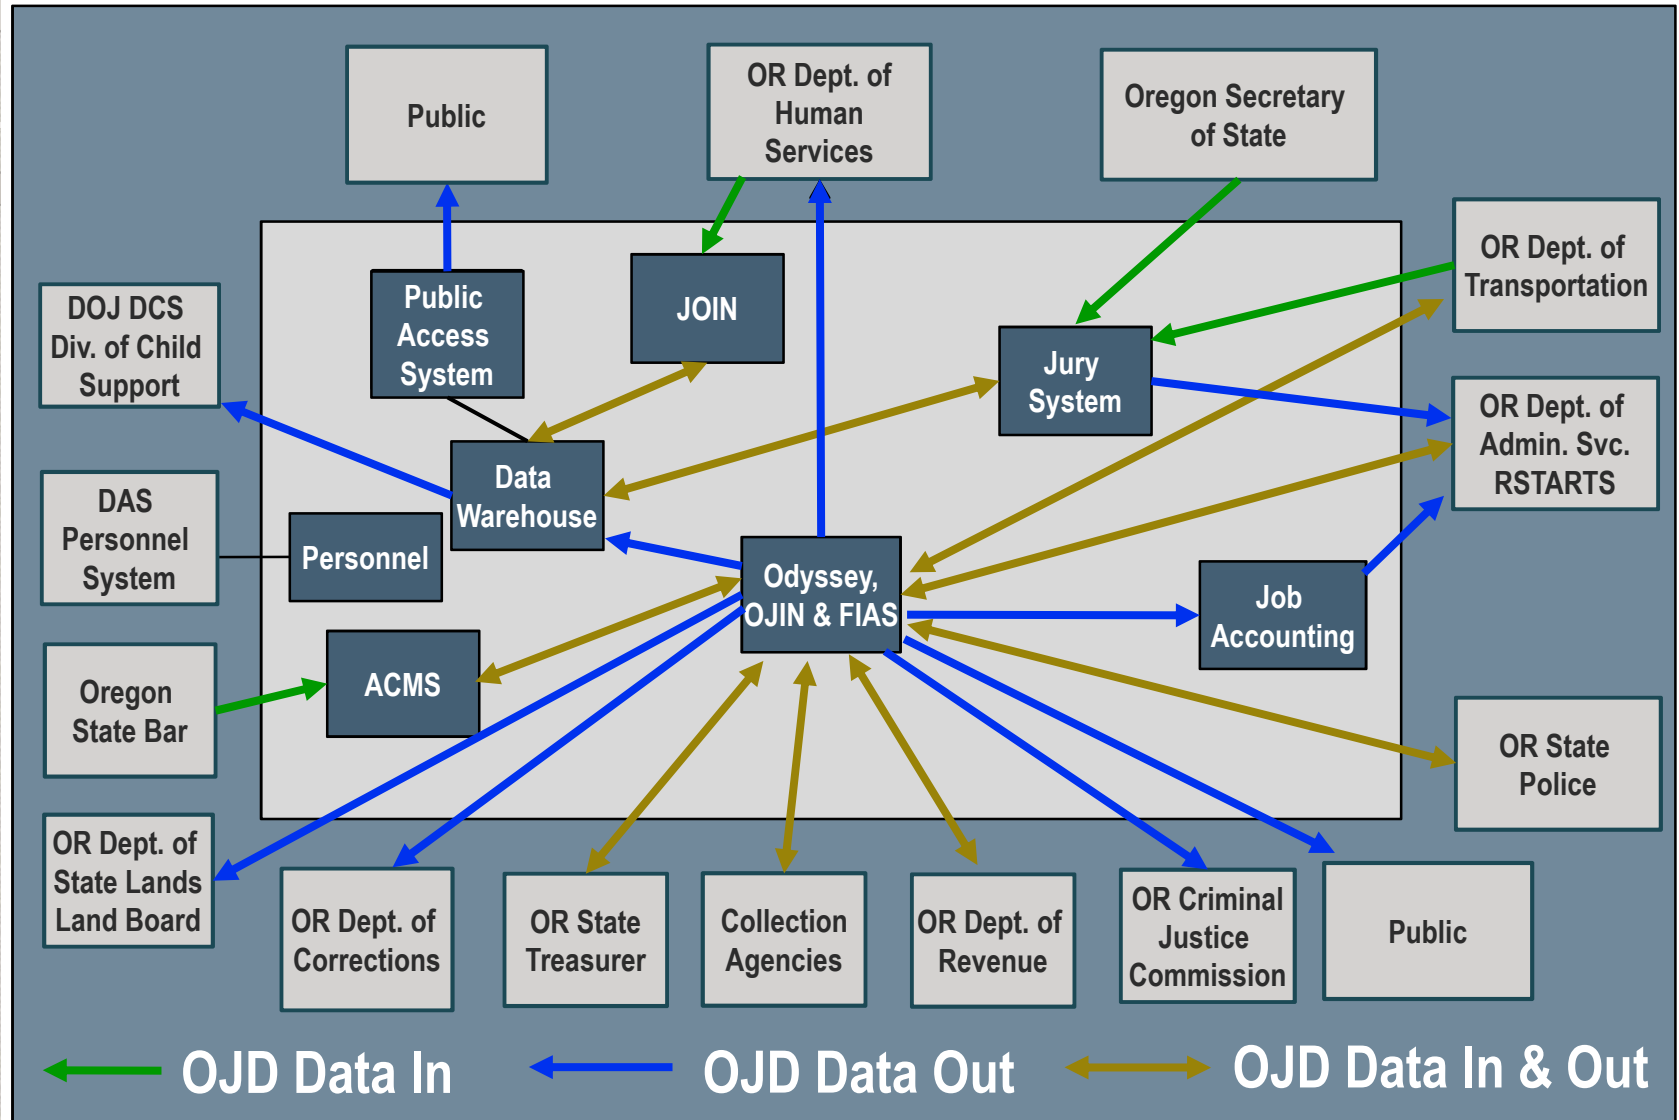 Public
OR Dept. of
Human
Services
Oregon Secretary
of State
OR Dept. of
Transportation
DOJ DCS
Div. of Child
Support
Public
Access
System
JOIN
Jury
System
OR Dept. of
Admin. Svc.
RSTARTS
Data
Warehouse
DAS
Personnel
System
Personnel
Odyssey,
OJIN & FIAS
Job
Accounting
Oregon
State Bar
ACMS
OR State
Police
OR Dept. of
State Lands
Land Board
OR Dept. of
Corrections
OR State
Treasurer
Collection
Agencies
OR Dept. of
Revenue
OR Criminal
Justice
Commission
Public
OJD Data In
OJD Data Out
OJD Data In & Out